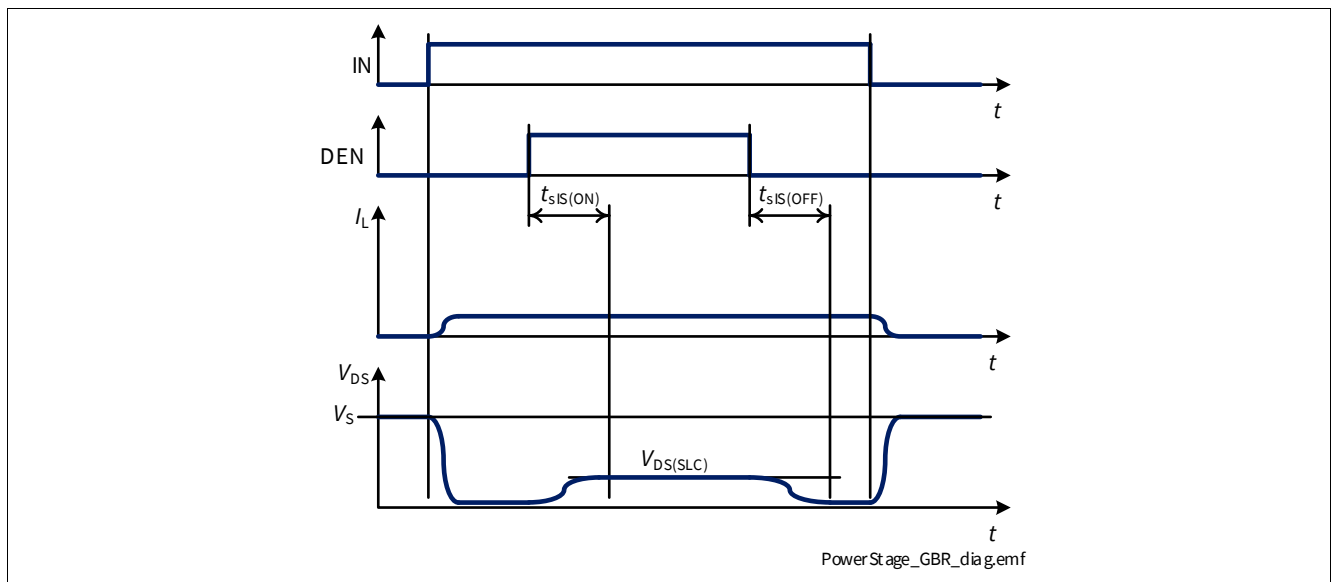 IN
t
DEN
t
tsIS(ON)
tsIS(OFF)
IL
t
VDS
VS
VDS(SLC)
t
PowerStage_GBR_diag.emf